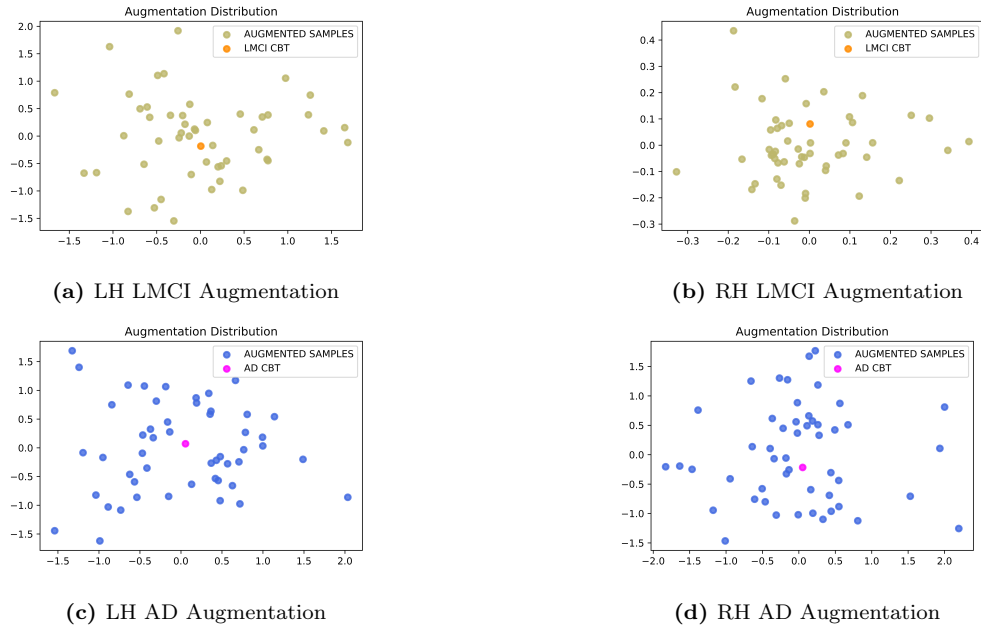 Augmentation Distribution
AUGMENTED SAMPLES
LMCI CBT
2.0
1.5
1.0
0.5
0.0
−0.5
−1.0
−1.5
−1.5 −1.0 −0.5 0.0 0.5 1.0 1.5
(a) LH LMCI Augmentation
Augmentation Distribution
AUGMENTED SAMPLES
LMCI CBT
0.4
0.3
0.2
0.1
0.0
−0.1
−0.2
−0.3
−0.3 −0.2 −0.1 0.0 0.1 0.2 0.3 0.4
(b) RH LMCI Augmentation
Augmentation Distribution
AUGMENTED SAMPLES
AD CBT
1.5
1.0
0.5
0.0
−0.5
−1.0
−1.5
−1.5 −1.0 −0.5 0.0 0.5 1.0 1.5 2.0
(c) LH AD Augmentation
Augmentation Distribution
AUGMENTED SAMPLES
AD CBT
1.5
1.0
0.5
0.0
−0.5
−1.0
−1.5
−2.0 −1.5 −1.0 −0.5 0.0 0.5 1.0 1.5 2.0
(d) RH AD Augmentation